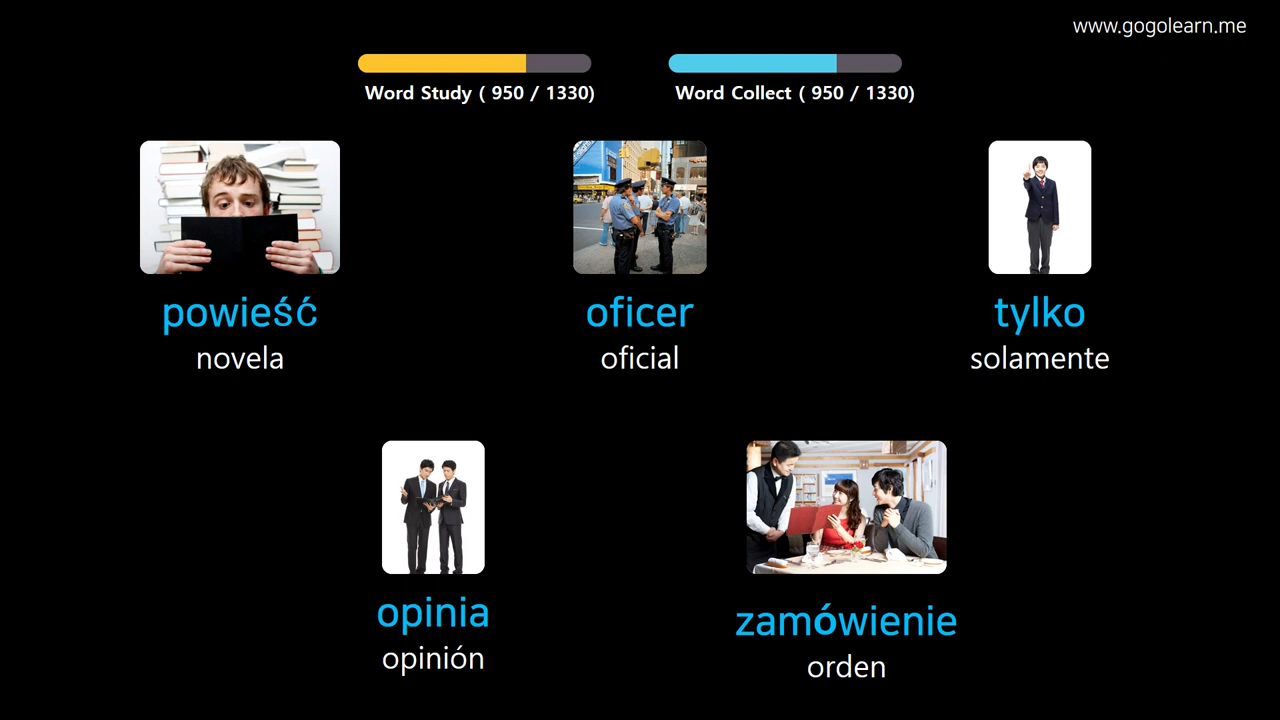 www.gogolearn.me
Word Study ( 950 / 1330)
Word Collect ( 950 / 1330)
powieść
novela
oficer
oficial
tylko
solamente
opinia
opinión
zamówienie
orden